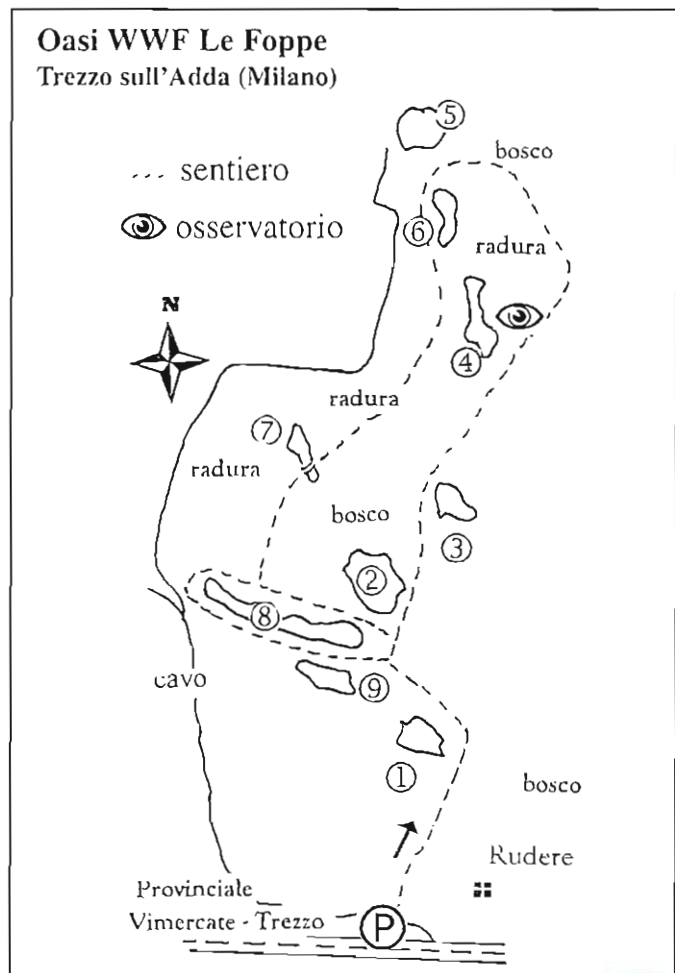 Oasi WWF Le Foppe
Trezzo sull'Adda (Milano)
--- sentiero
osservatorio
N
5
bosco
6
radura
4
radura
7
radura
bosco
3
2
8
cavo
9
1
bosco
Rudere
Provinciale
Vimercate - Trezzo
P